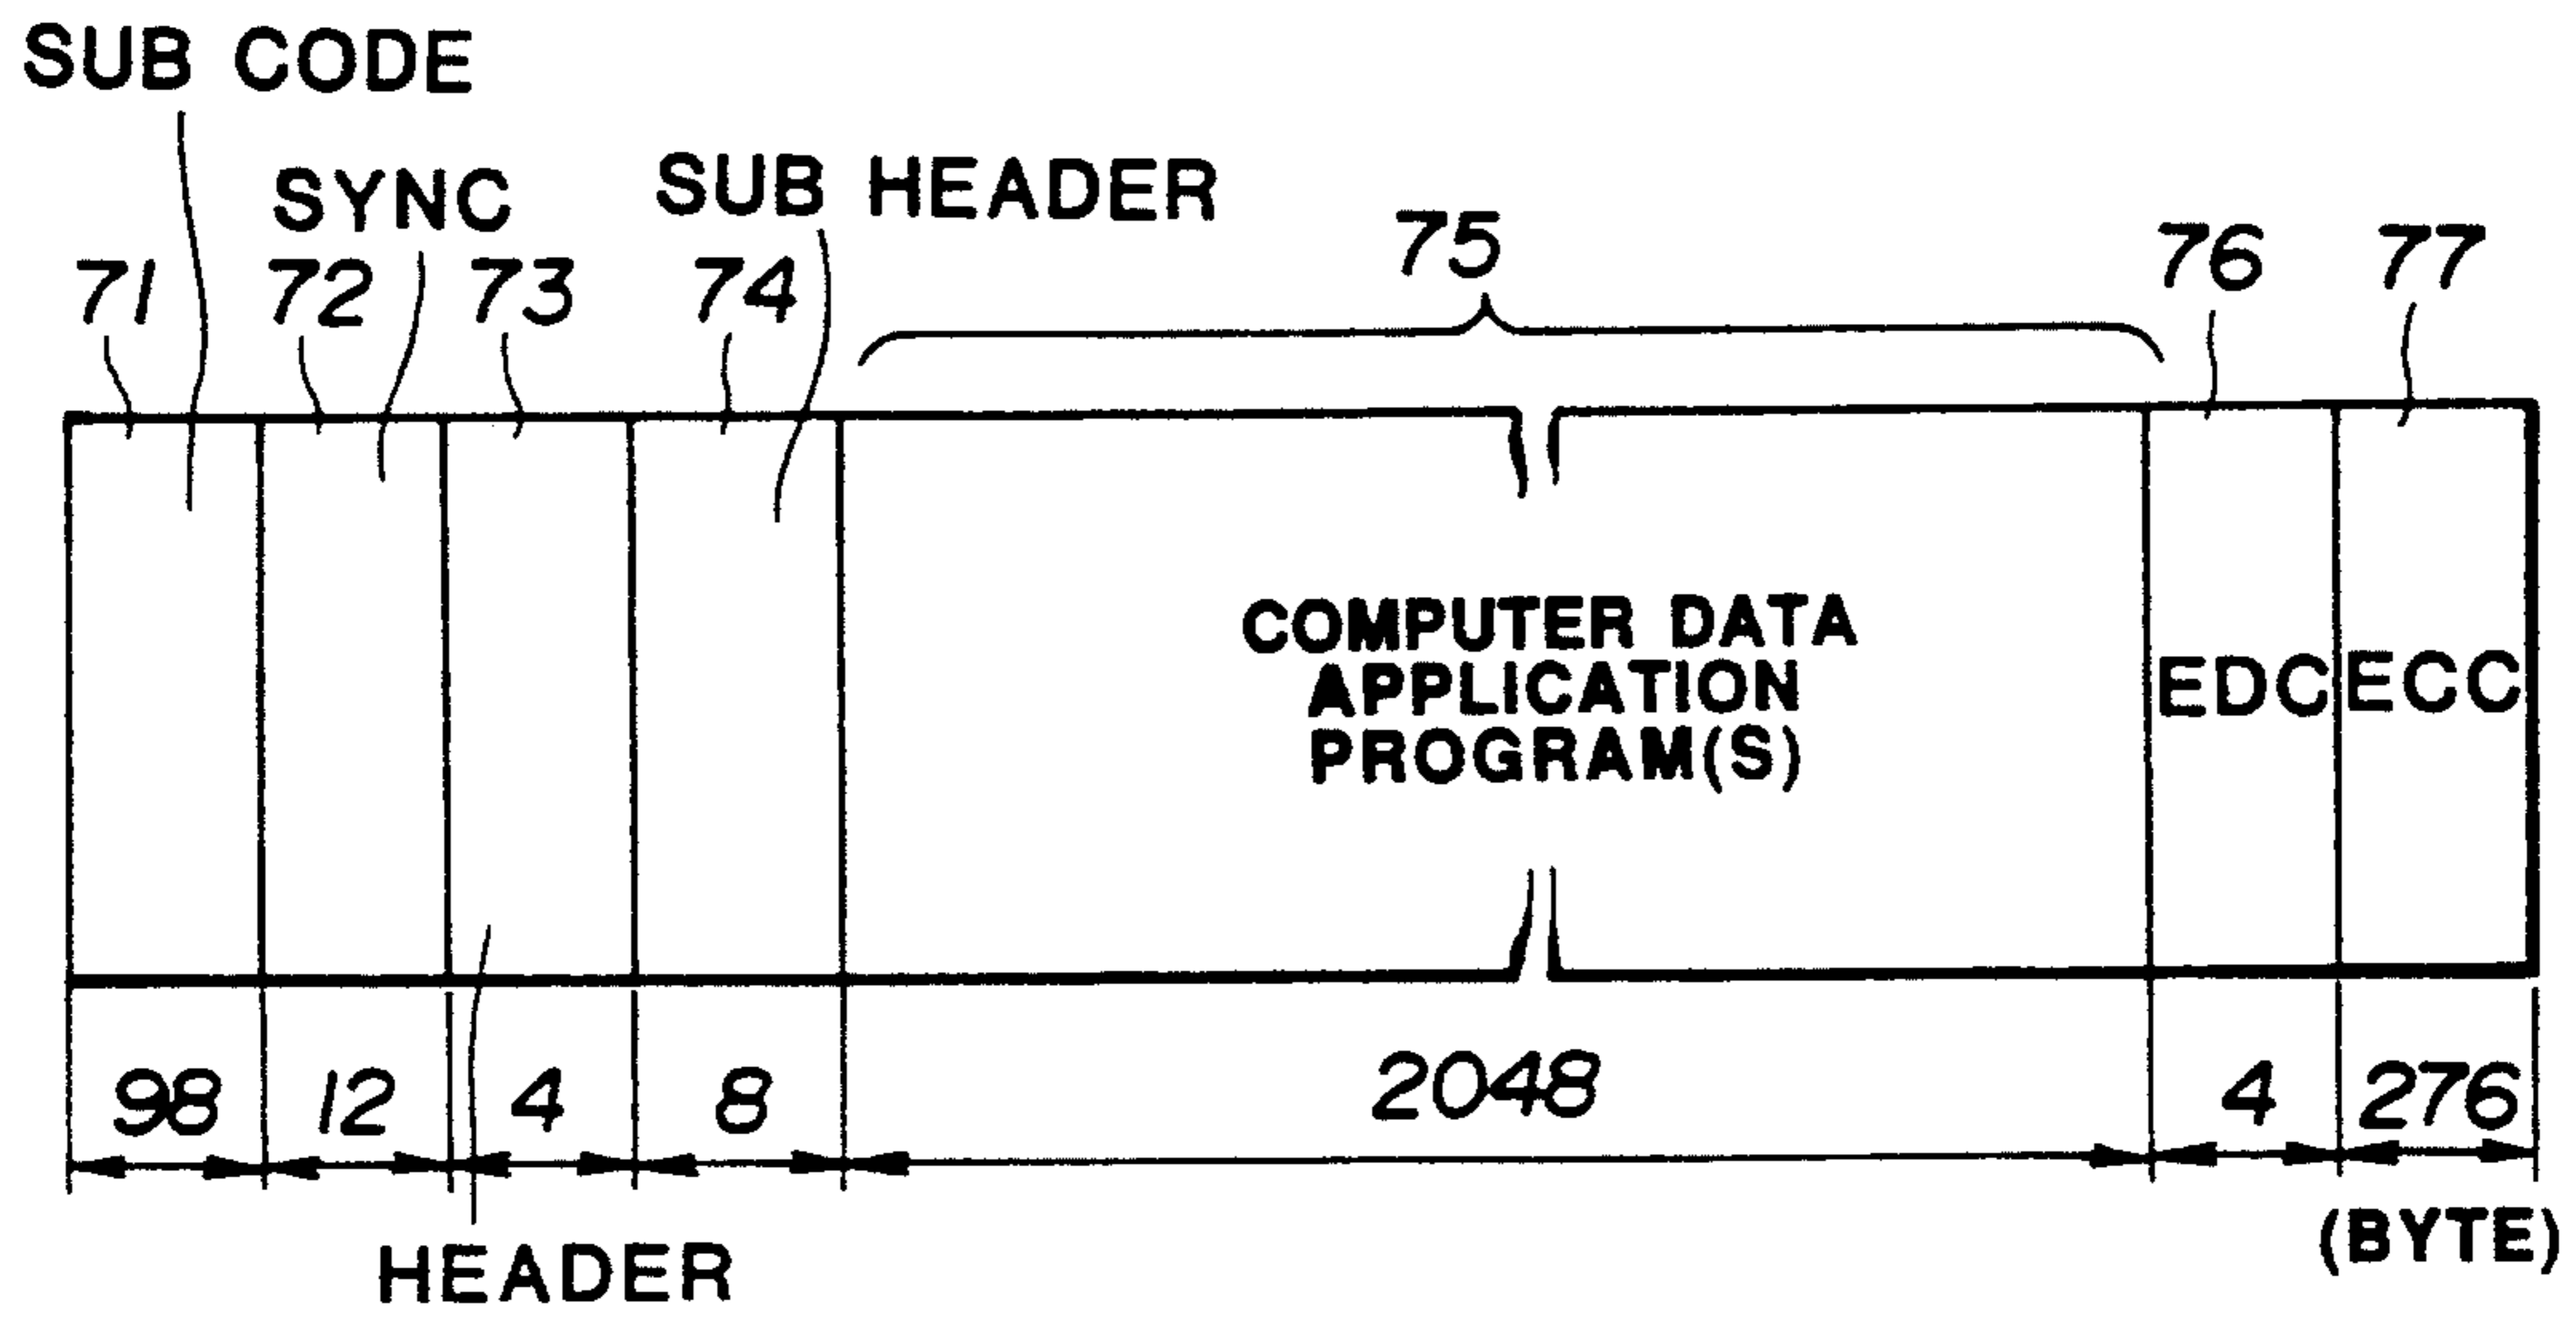 SUB CODE
SYNC
SUB HEADER
71 72 73 74 75 76 77
COMPUTER DATA
APPLICATION
PROGRAM(S)
EDC ECC
98 12 4 8 2048 4 276
HEADER
(BYTE)